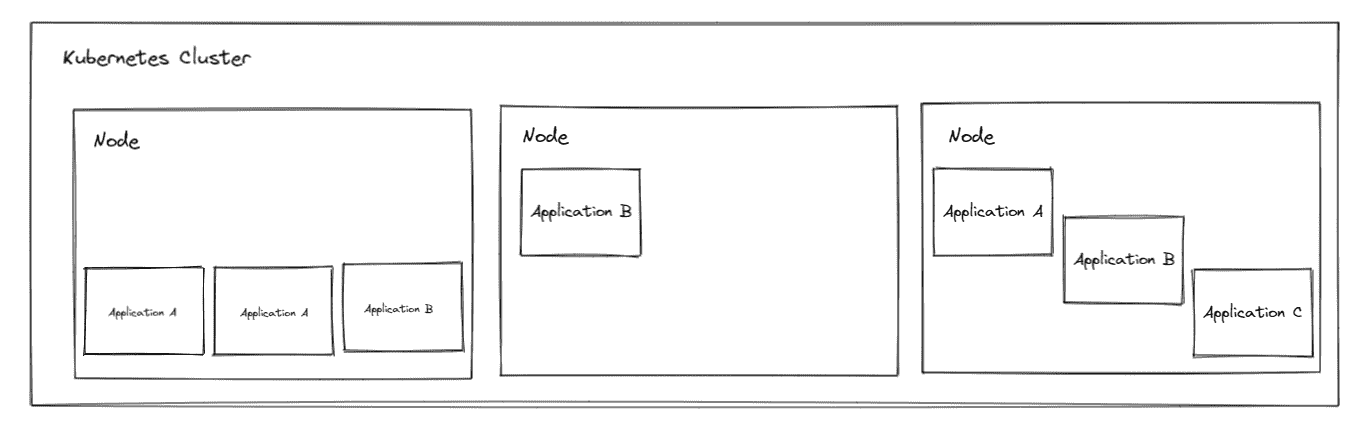 Kubernetes Cluster
Node
Application A
Application A
Application B
Node
Application B
Node
Application A
Application B
Application C